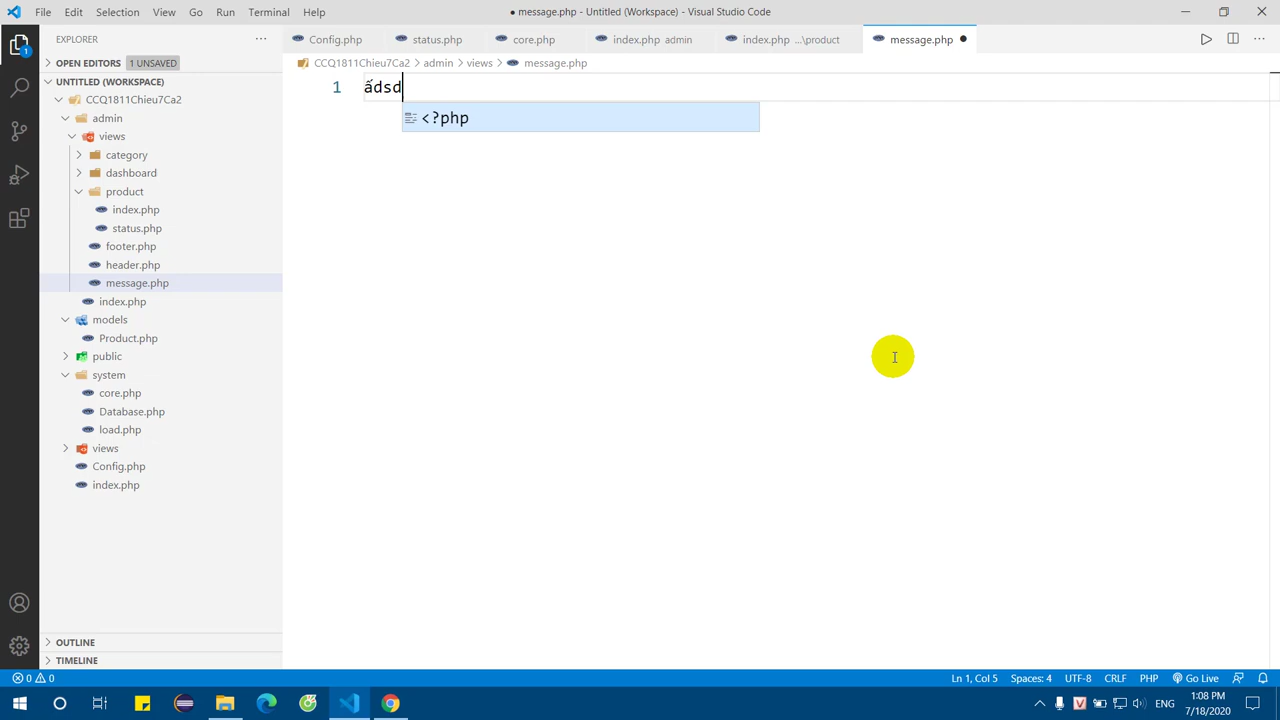 File Edit Selection View Go Run Terminal Help
● message.php - Untitled (Workspace) - Visual Studio Code
EXPLORER ...
Config.php status.php core.php index.php admin index.php ...\product message.php ●
OPEN EDITORS 1 UNSAVED
CCQ1811Chieu7Ca2 > admin > views > message.php
UNTITLED (WORKSPACE)
1 ấdsd
CCQ1811Chieu7Ca2
admin
<?php
views
category
dashboard
product
index.php
status.php
footer.php
header.php
message.php
index.php
models
Product.php
public
system
core.php
Database.php
load.php
views
Config.php
index.php
OUTLINE
TIMELINE
1
0 0
Ln 1, Col 5 Spaces: 4 UTF-8 CRLF PHP Go Live
V ENG
1:08 PM
7/18/2020